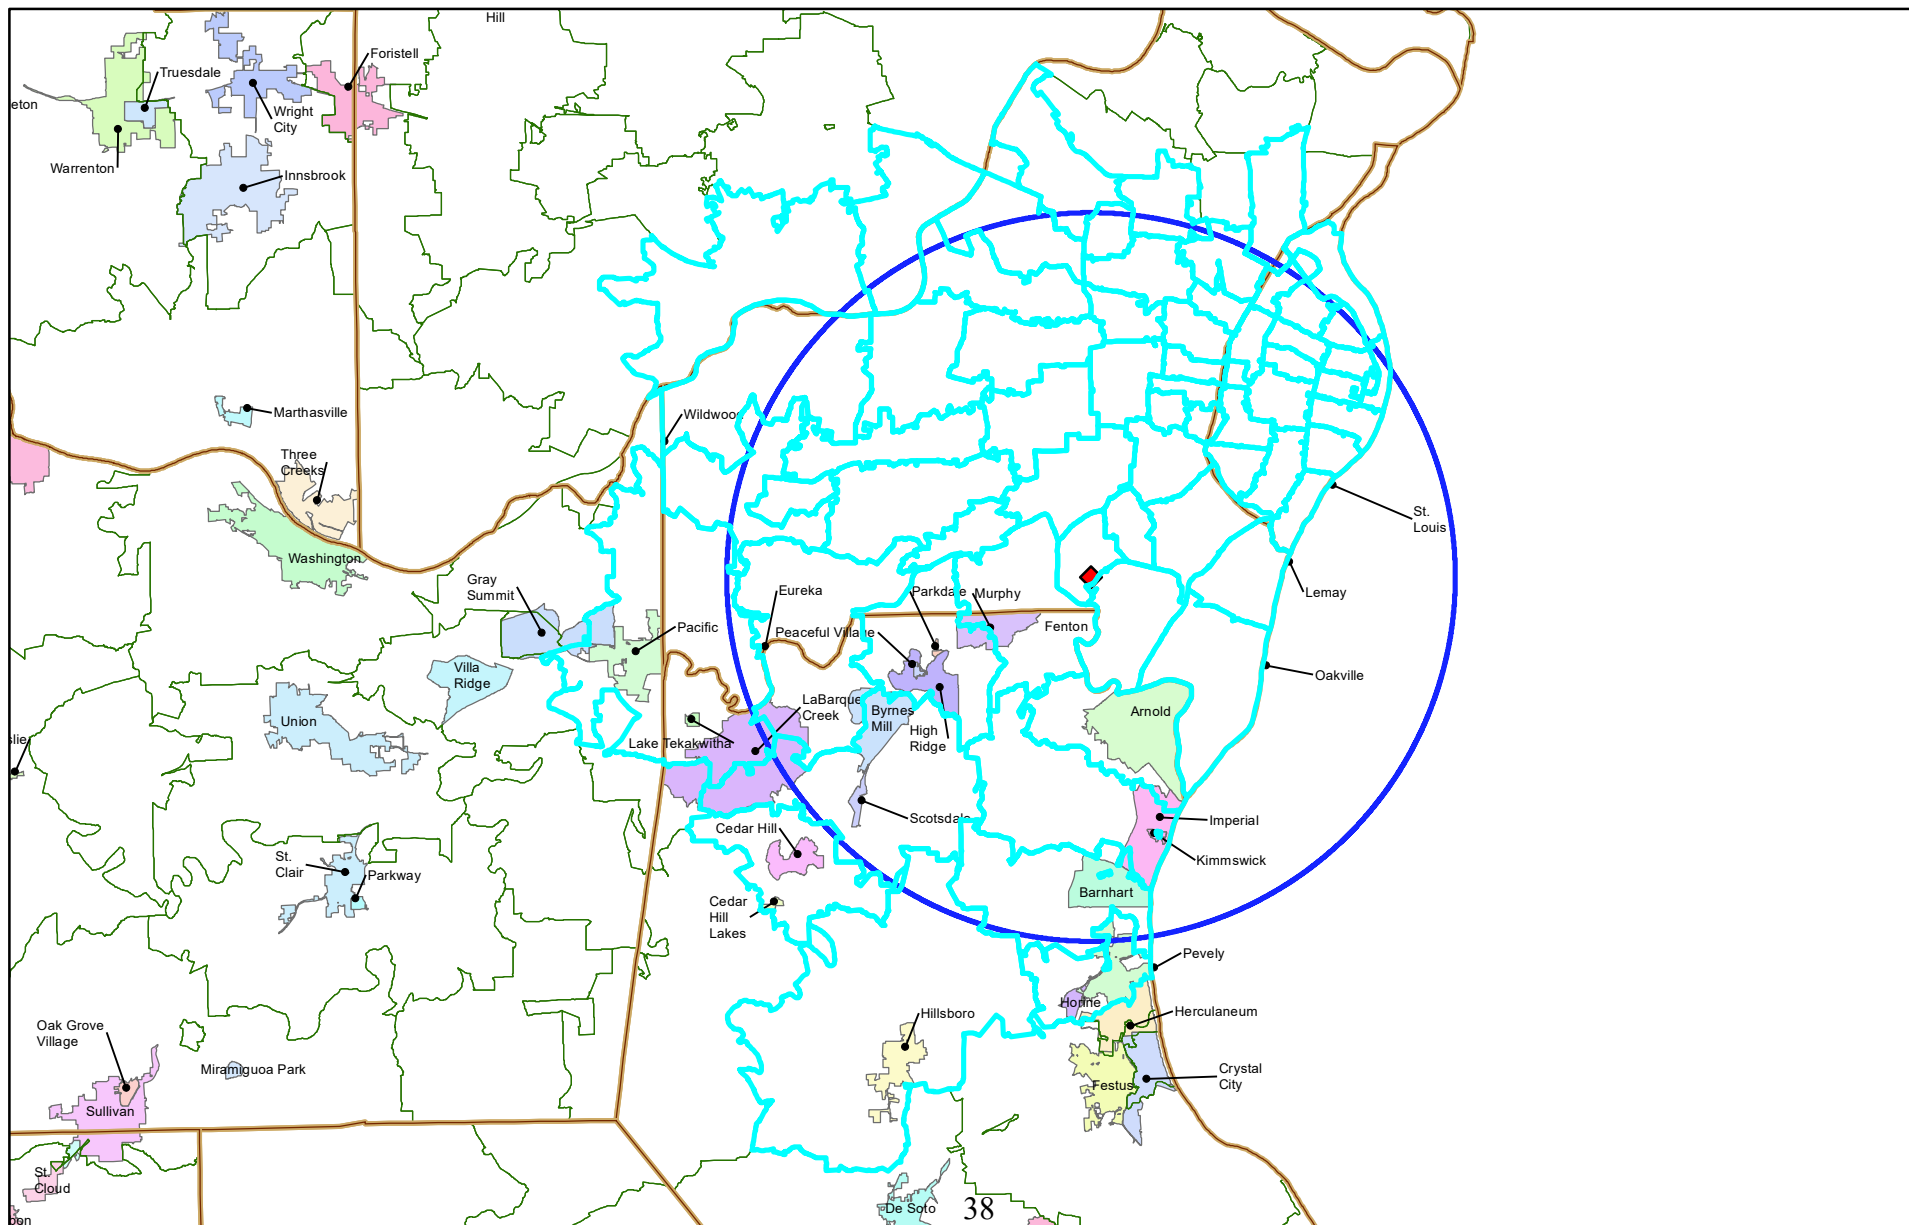 Hill
Foristell
Truesdale
eton
Wright
City
Warrenton
Innsbrook
Marthasville
Wildwood
Three
Creeks
St.
Louis
Washington
Gray
Summit
Eureka
Parkdale
Murphy
Lemay
Pacific
Peaceful Village
Fenton
Villa
Ridge
Oakville
LaBarque
Creek
Byrnes
Mill
Arnold
Union
High
Ridge
Lake Tekakwitha
slie
Scotsdale
Imperial
Cedar Hill
Kimmswick
St.
Clair
Parkway
Barnhart
Cedar
Hill
Lakes
Pevely
Horine
Hillsboro
Herculaneum
Oak Grove
Village
Miramiguoa Park
Crystal
City
Festus
Sullivan
St.
Cloud
De Soto
38
bon